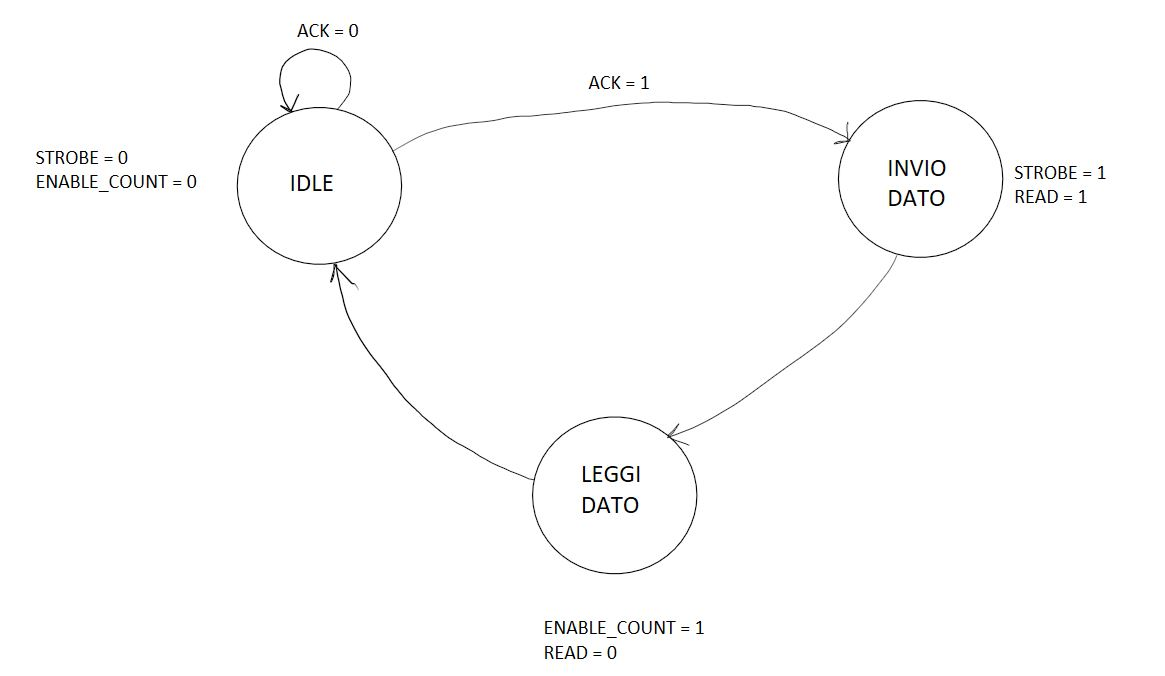 ACK = 0
ACK = 1
STROBE = 0
ENABLE_COUNT = 0
IDLE
INVIO
DATO
STROBE = 1
READ = 1
LEGGI
DATO
ENABLE_COUNT = 1
READ = 0